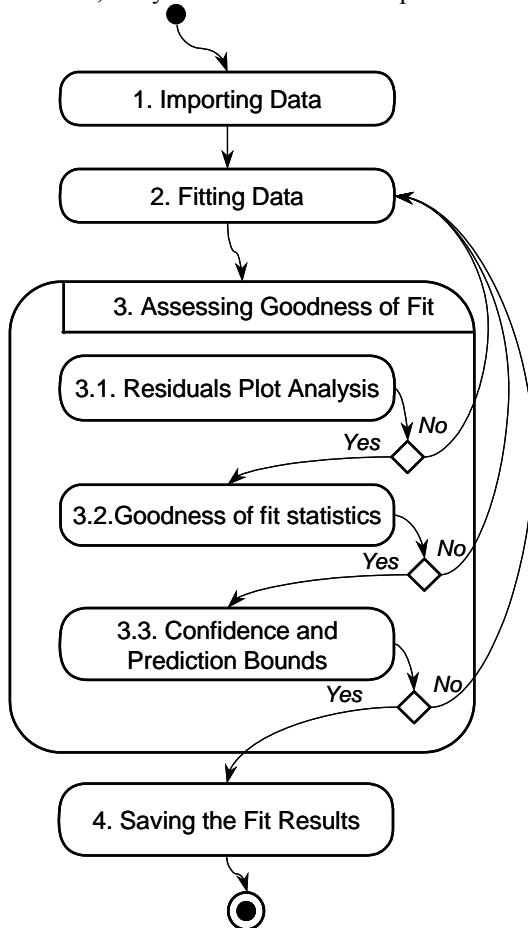 1. Importing Data
2. Fitting Data
3. Assessing Goodness of Fit
3.1. Residuals Plot Analysis
No
Yes
3.2.Goodness of fit statistics
No
Yes
3.3. Confidence and
Prediction Bounds
No
Yes
4. Saving the Fit Results